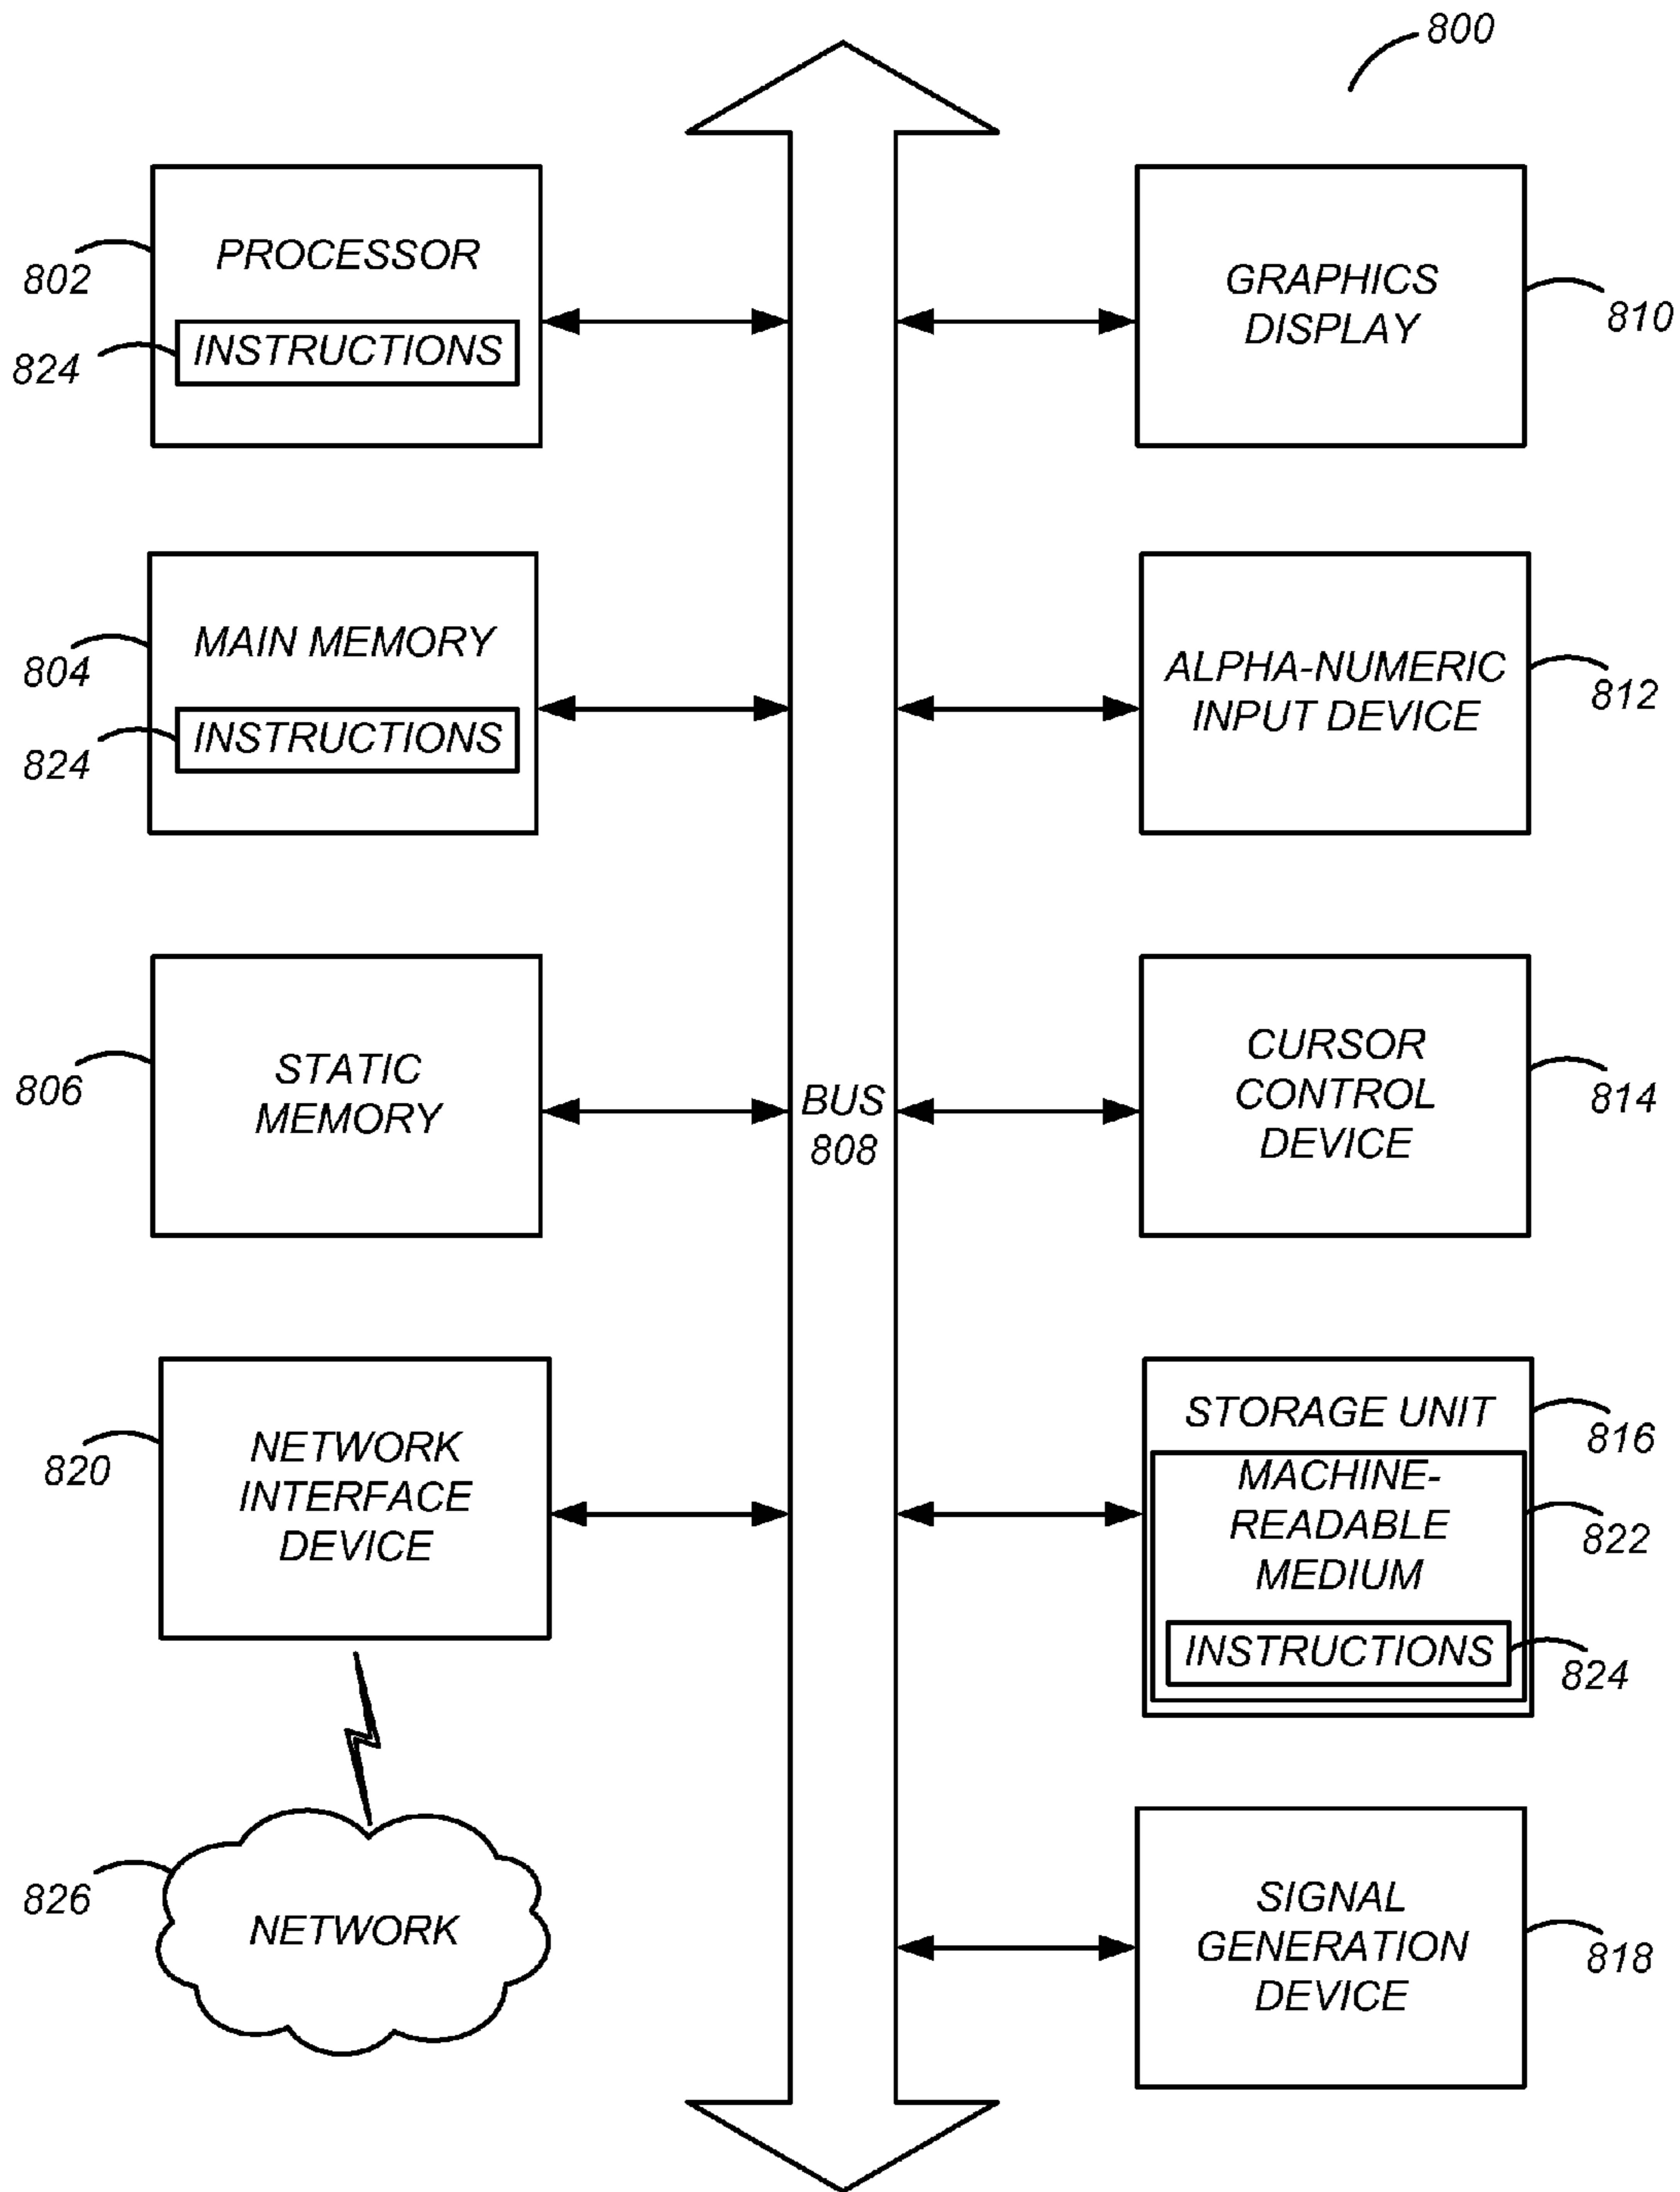 800
PROCESSOR
802
INSTRUCTIONS
824
GRAPHICS
DISPLAY
810
MAIN MEMORY
804
INSTRUCTIONS
824
ALPHA-NUMERIC
INPUT DEVICE
812
STATIC
MEMORY
806
BUS
808
CURSOR
CONTROL
DEVICE
814
NETWORK
INTERFACE
DEVICE
820
STORAGE UNIT
816
MACHINE-
READABLE
MEDIUM
822
INSTRUCTIONS
824
826
NETWORK
SIGNAL
GENERATION
DEVICE
818